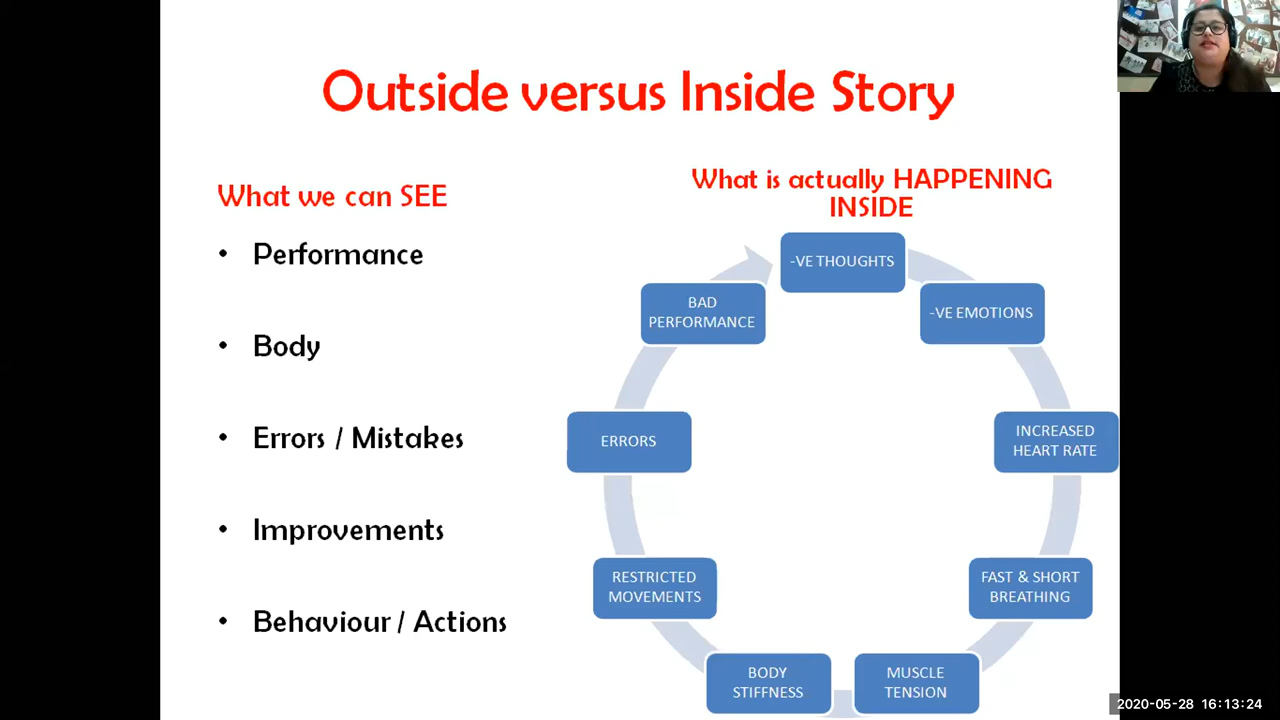 Outside versus Inside Story
What we can SEE
• Performance
• Body
• Errors / Mistakes
• Improvements
• Behaviour / Actions
What is actually HAPPENING
INSIDE
-VE THOUGHTS
-VE EMOTIONS
INCREASED
HEART RATE
FAST & SHORT
BREATHING
MUSCLE
TENSION
BODY
STIFFNESS
RESTRICTED
MOVEMENTS
ERRORS
BAD
PERFORMANCE
2020-05-28 16:13:24